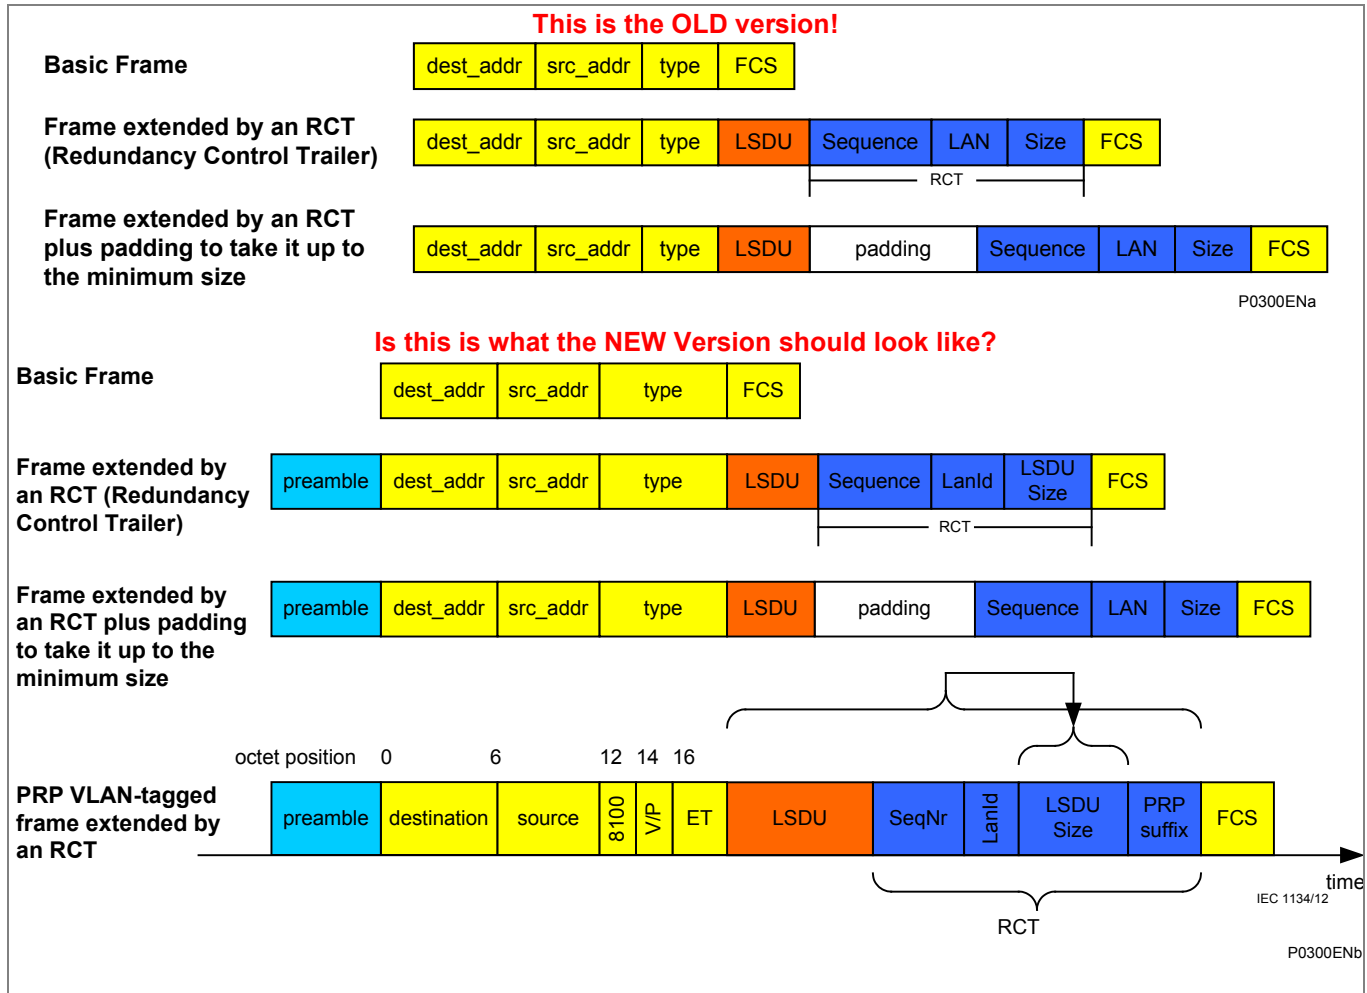 This is the OLD version!
Basic Frame
dest_addr src_addr type FCS
Frame extended by an RCT
(Redundancy Control Trailer)
dest_addr src_addr type LSDU Sequence LAN Size FCS
RCT
Frame extended by an RCT
plus padding to take it up to
the minimum size
dest_addr src_addr type LSDU padding Sequence LAN Size FCS
P0300ENa
Is this is what the NEW Version should look like?
Basic Frame
dest_addr src_addr type FCS
Frame extended by
an RCT (Redundancy
Control Trailer)
preamble dest_addr src_addr type LSDU Sequence LanId LSDU
Size FCS
RCT
Frame extended by
an RCT plus padding
to take it up to the
minimum size
preamble dest_addr src_addr type LSDU padding Sequence LAN Size FCS
octet position 0 6 12 14 16
PRP VLAN-tagged
frame extended by
an RCT
preamble destination source 8100 V/P ET LSDU SeqNr LanId LSDU
Size PRP
suffix FCS
time
IEC 1134/12
RCT
P0300ENb